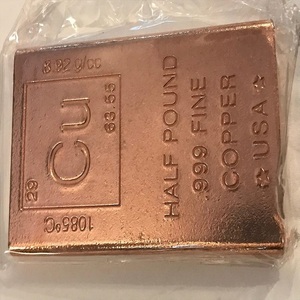 8.92 g/cc
29
Cu
63.55
1085°C
HALF POUND
.999 FINE
COPPER
USA